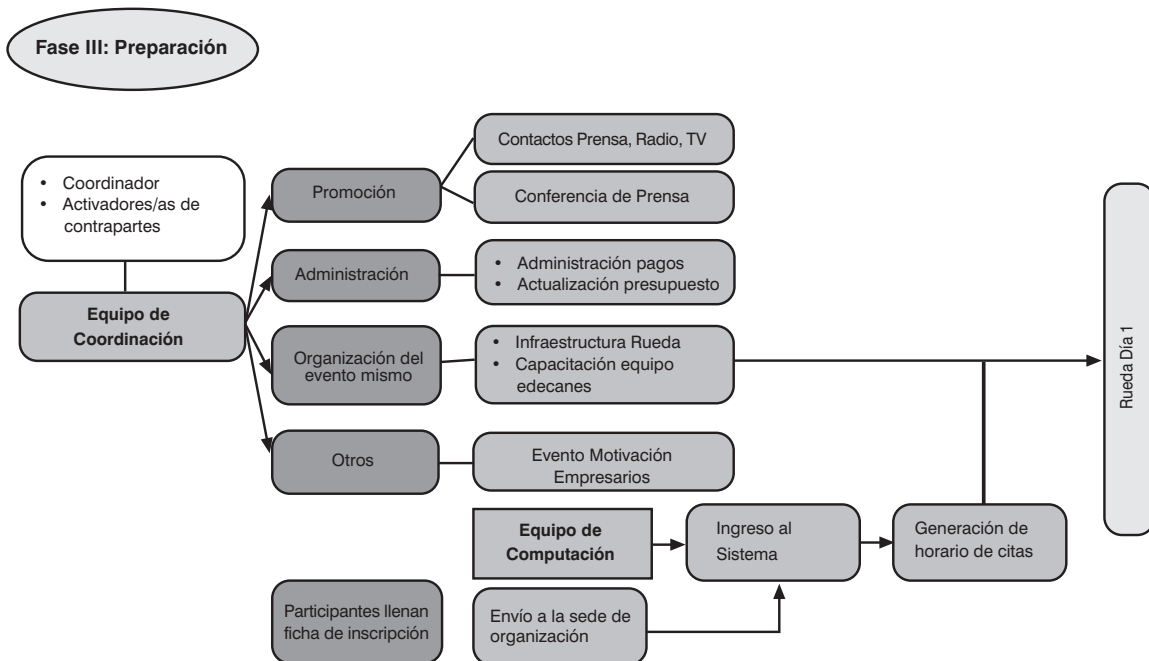 Fase III: Preparación
• Coordinador
• Activadores/as de
contrapartes
Equipo de
Coordinación
Promoción
Contactos Prensa, Radio, TV
Conferencia de Prensa
Administración
• Administración pagos
• Actualización presupuesto
Organización del
evento mismo
• Infraestructura Rueda
• Capacitación equipo
edecanes
Otros
Evento Motivación
Empresarios
Equipo de
Computación
Ingreso al
Sistema
Generación de
horario de citas
Participantes llenan
ficha de inscripción
Envío a la sede de
organización
Rueda Día 1